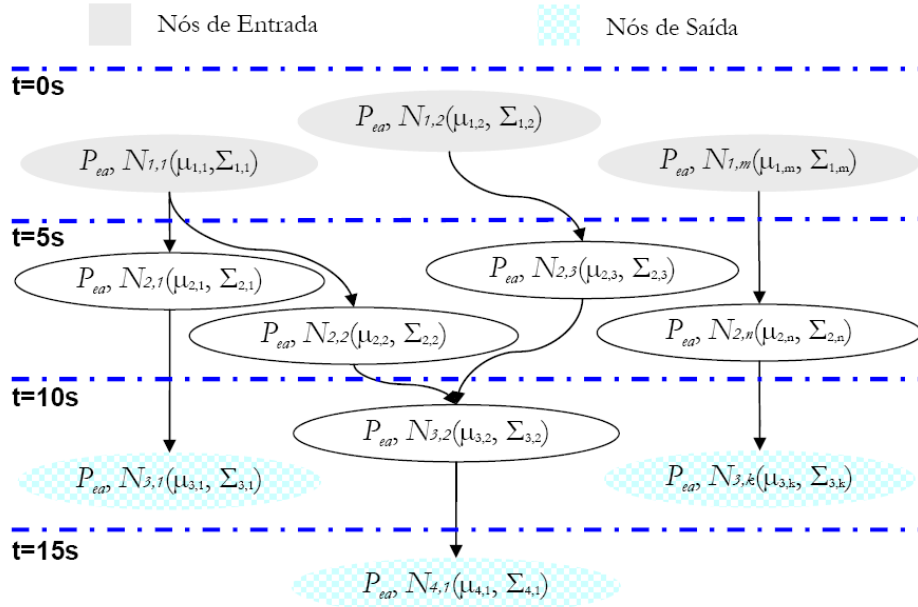 Nós de Entrada
Nós de Saída
t=0s
P_ea, N_1,2(μ_1,2, Σ_1,2)
P_ea, N_1,1(μ_1,1,Σ_1,1)
P_ea, N_1,m(μ_1,m, Σ_1,m)
t=5s
P_ea, N_2,1(μ_2,1, Σ_2,1)
P_ea, N_2,3(μ_2,3, Σ_2,3)
P_ea, N_2,2(μ_2,2, Σ_2,2)
P_ea, N_2,n(μ_2,n, Σ_2,n)
t=10s
P_ea, N_3,2(μ_3,2, Σ_3,2)
P_ea, N_3,1(μ_3,1, Σ_3,1)
P_ea, N_3,k(μ_3,k, Σ_3,k)
t=15s
P_ea, N_4,1(μ_4,1, Σ_4,1)